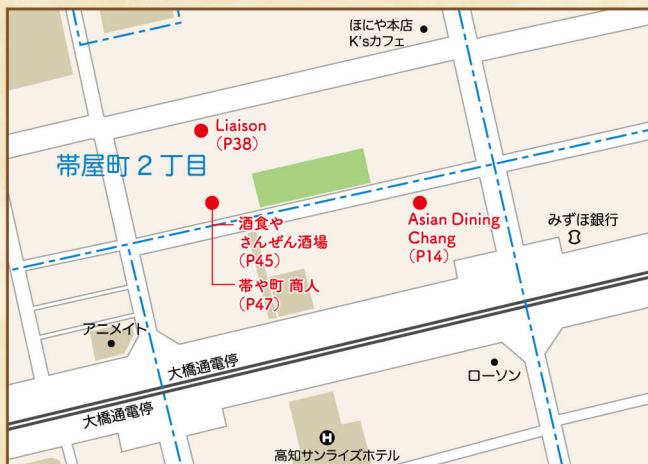 ほにや本店
K'sカフェ
Liaison
(P38)
帯屋町２丁目
酒食や
さんぜん酒場
(P45)
Asian Dining
Chang
(P14)
みずほ銀行
帯や町 商人
(P47)
アニメイト
大橋通電停
大橋通電停
ローソン
H
高知サンライズホテル